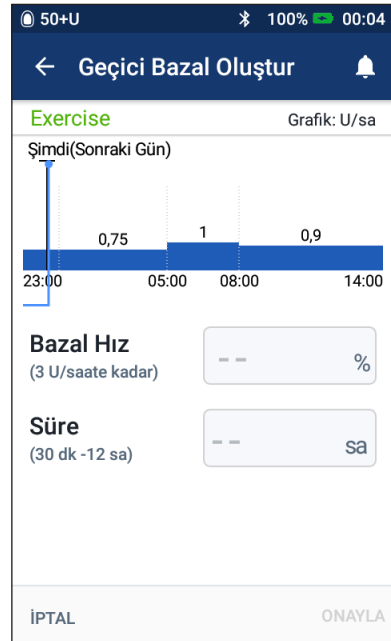 50+U 100% 00:04
Geçici Bazal Oluştur
Exercise Grafik: U/sa
Şimdi(Sonraki Gün)
0,75 1 0,9
23:00 05:00 08:00 14:00
Bazal Hız
(3 U/saate kadar)
-- %
Süre
(30 dk -12 sa)
-- sa
İPTAL ONAYLA